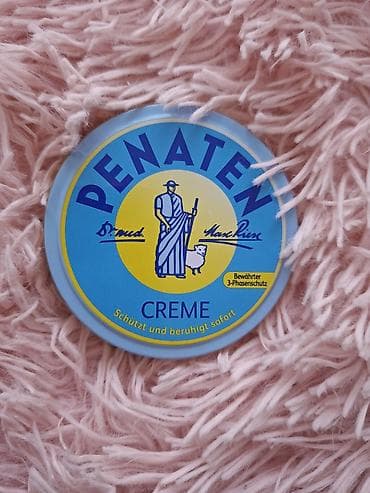 PENATEN
Dr. med. Max Riese
Bewährter
3-Phasenschutz
CREME
Schützt und beruhigt sofort